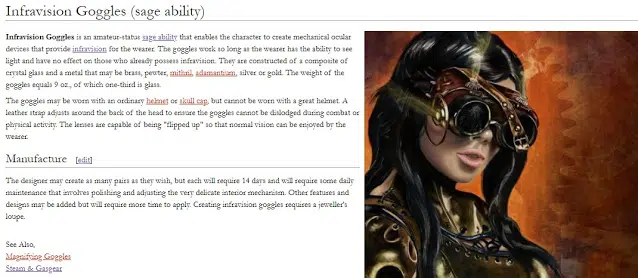 Infravision Goggles (sage ability)
Infravision Goggles is an amateur-status sage ability that enables the character to create mechanical ocular
devices that provide infravision for the wearer. The goggles work so long as the wearer has the ability to see
light and have no effect on those who already possess infravision. They are constructed of a composite of
crystal glass and a metal that may be brass, pewter, mithril, adamantium, silver or gold. The weight of the
goggles equals 9 oz., of which one-third is glass.
The goggles may be worn with an ordinary helmet or skull cap, but cannot be worn with a great helmet. A
leather strap adjusts around the back of the head to ensure the goggles cannot be dislodged during combat or
physical activity. The lenses are capable of being "flipped up" so that normal vision can be enjoyed by the
wearer.
Manufacture [edit]
The designer may create as many pairs as they wish, but each will require 14 days and will require some daily
maintenance that involves polishing and adjusting the very delicate interior mechanism. Other features and
designs may be added but will require more time to apply. Creating infravision goggles requires a jeweller's
loupe.
See Also,
Magnifying Goggles
Steam & Gasgear